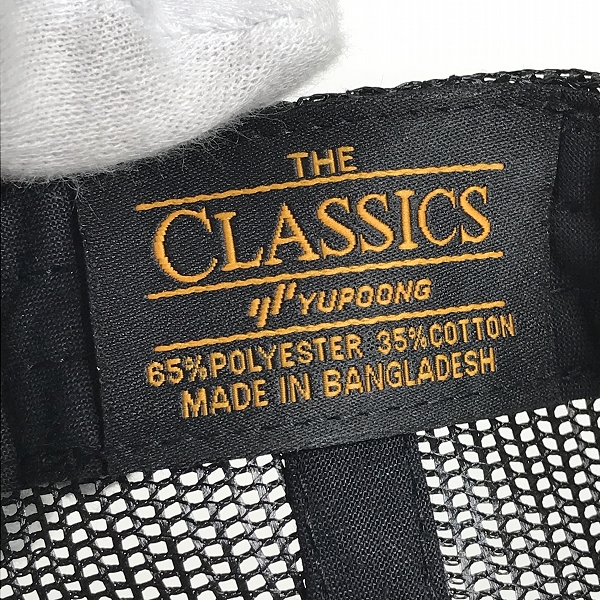 THE
CLASSICS
YUPOONG
65%POLYESTER 35%COTTON
MADE IN BANGLADESH